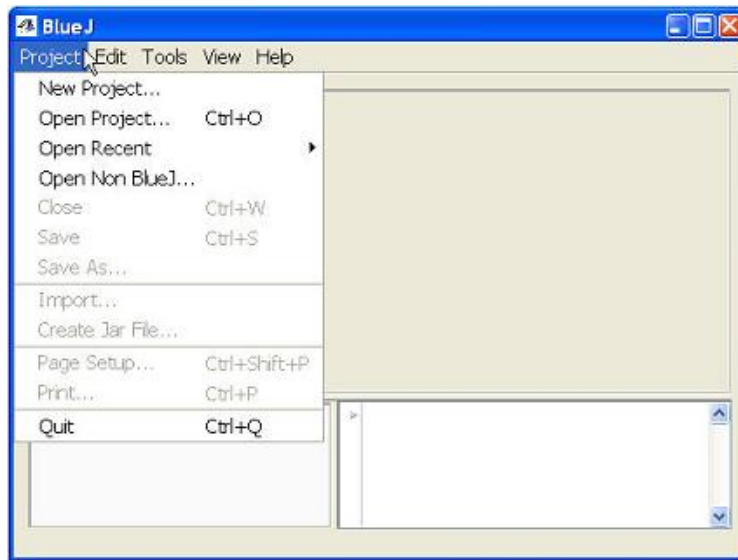 BlueJ
Project Edit Tools View Help
New Project...
Open Project... Ctrl+O
Open Recent
Open Non BlueJ...
Close Ctrl+W
Save Ctrl+S
Save As...
Import...
Create Jar File...
Page Setup... Ctrl+Shift+P
Print... Ctrl+P
Quit Ctrl+Q